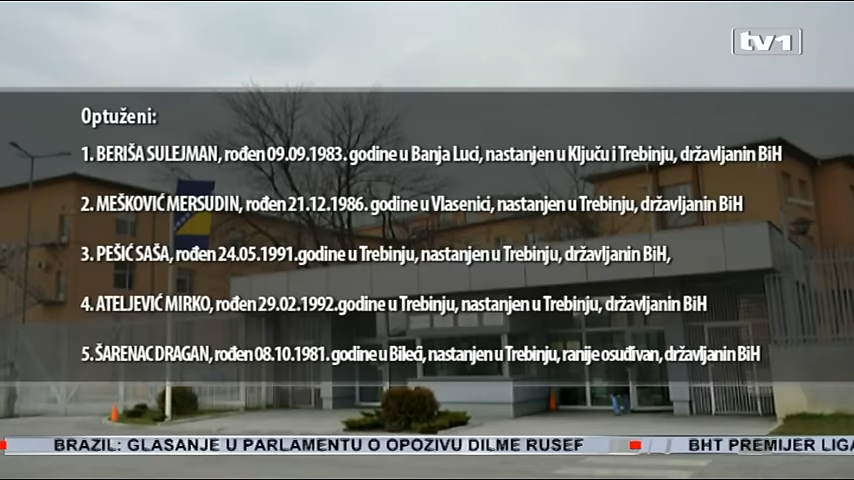 tv1
Optuženi:
1. BERIŠA SULEJMAN, rođen 09.09.1983. godine u Banja Luci, nastanjen u Ključu i Trebinju, državljanin BiH
2. MEŠKOVIĆ MERSUDIN, rođen 21.12.1986. godine u Vlasenici, nastanjen u Trebinju, državljanin BiH
3. PEŠIĆ SAŠA, rođen 24.05.1991.godine u Trebinju, nastanjen u Trebinju, državljanin BiH,
4. ATELJEVIĆ MIRKO, rođen 29.02.1992.godine u Trebinju, nastanjen u Trebinju, državljanin BiH
5. ŠARENAC DRAGAN, rođen 08.10.1981. godine u Bileći, nastanjen u Trebinju, ranije osuđivan, državljanin BiH
BRAZIL: GLASANJE U PARLAMENTU O OPOZIVU DILME RUSEF BHT PREMIJER LIGA